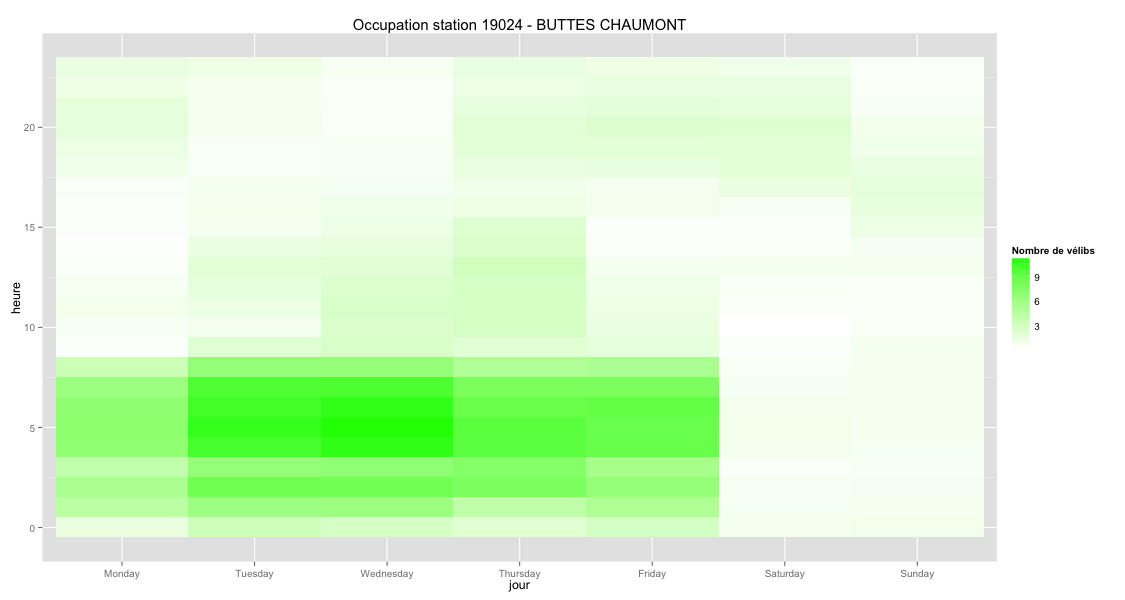 Occupation station 19024 - BUTTES CHAUMONT
heure
20
15
10
5
0
Monday Tuesday Wednesday Thursday Friday Saturday Sunday
jour
Nombre de vélibs
9
6
3